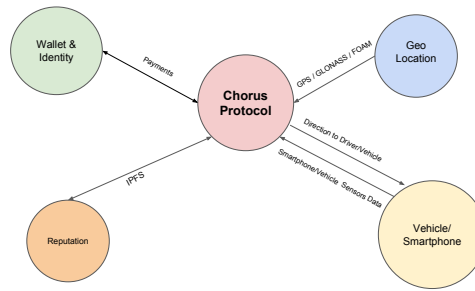 Wallet &
Identity
Payments
Chorus
Protocol
GPS / GLONASS / FOAM
Geo
Location
Direction to Driver/Vehicle
Smartphone/Vehicle Sensors Data
IPFS
Reputation
Vehicle/
Smartphone